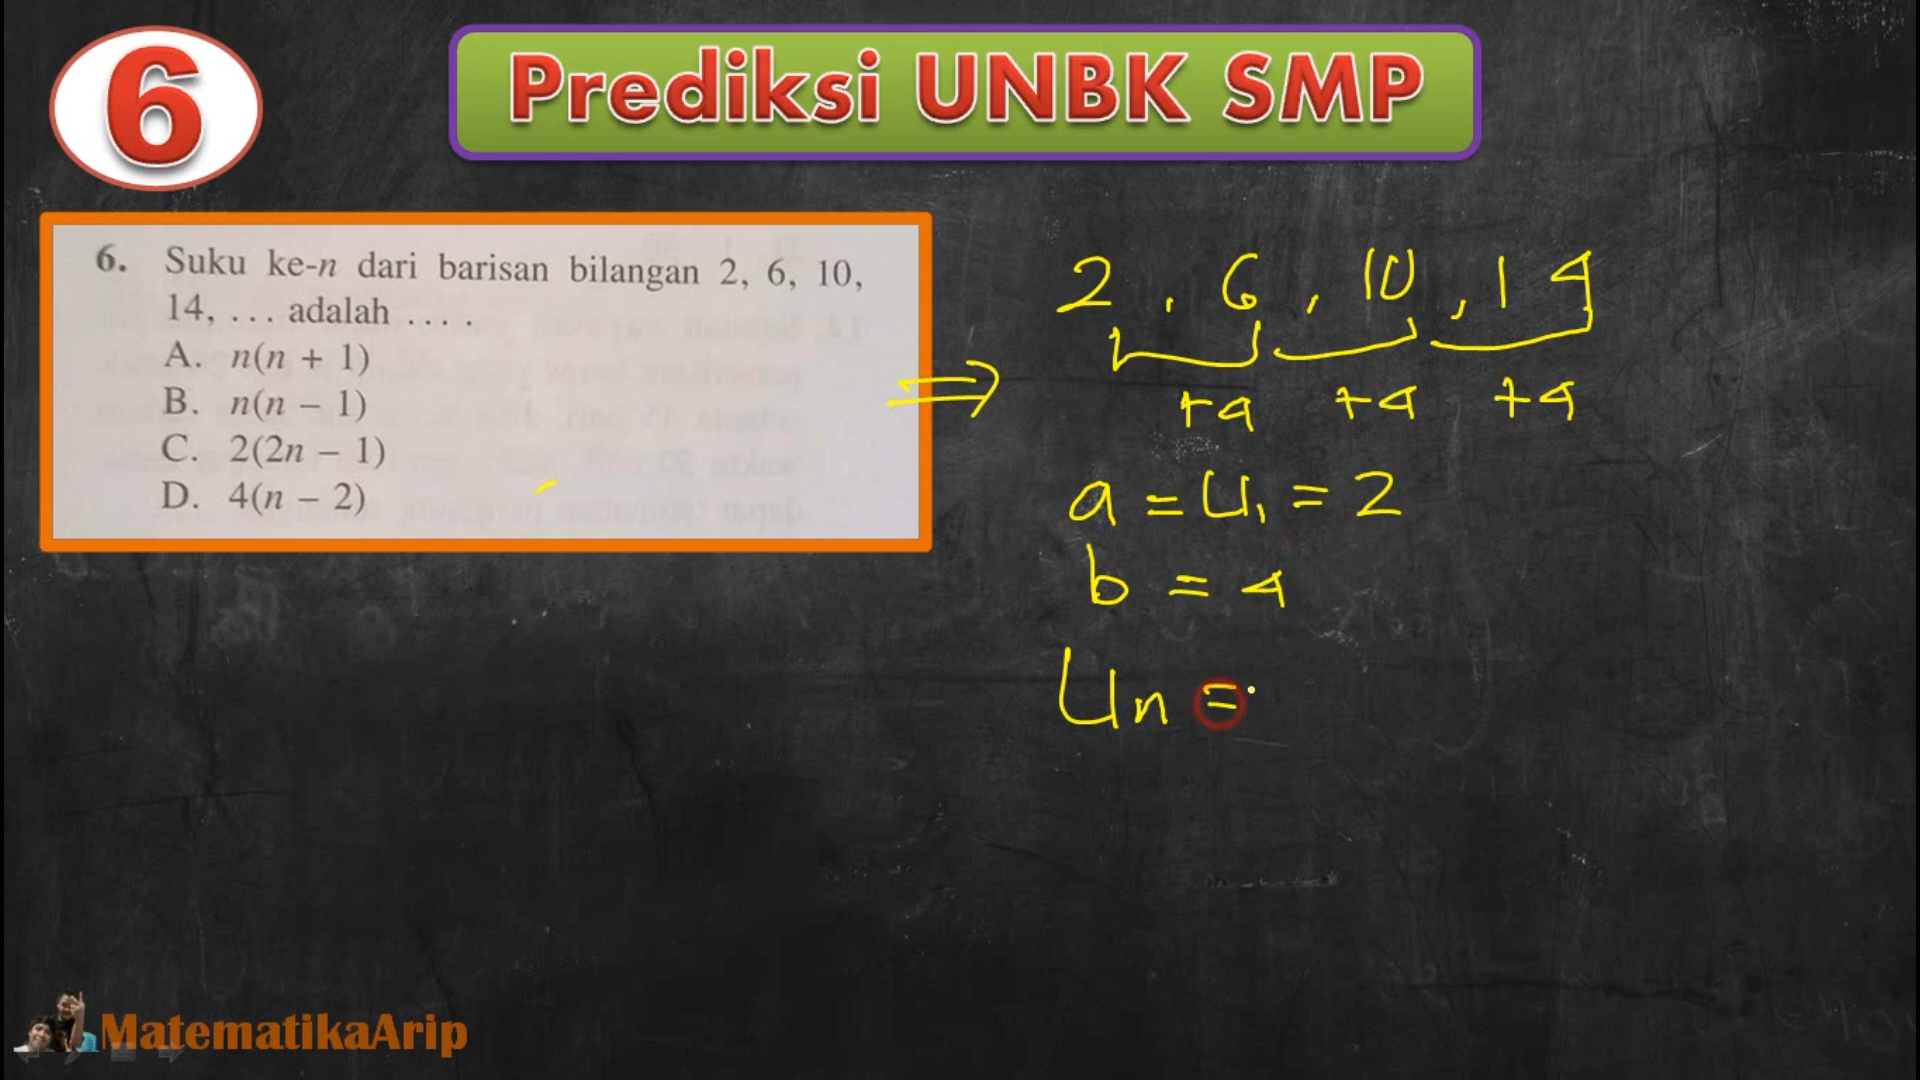 6
Prediksi UNBK SMP
6. Suku ke-n dari barisan bilangan 2, 6, 10,
14, ... adalah ....
A. n(n + 1)
B. n(n − 1)
C. 2(2n − 1)
D. 4(n − 2)
2 , 6 , 10 , 14
+4 +4 +4
a = U₁ = 2
b = 4
Un =
MatematikaArip